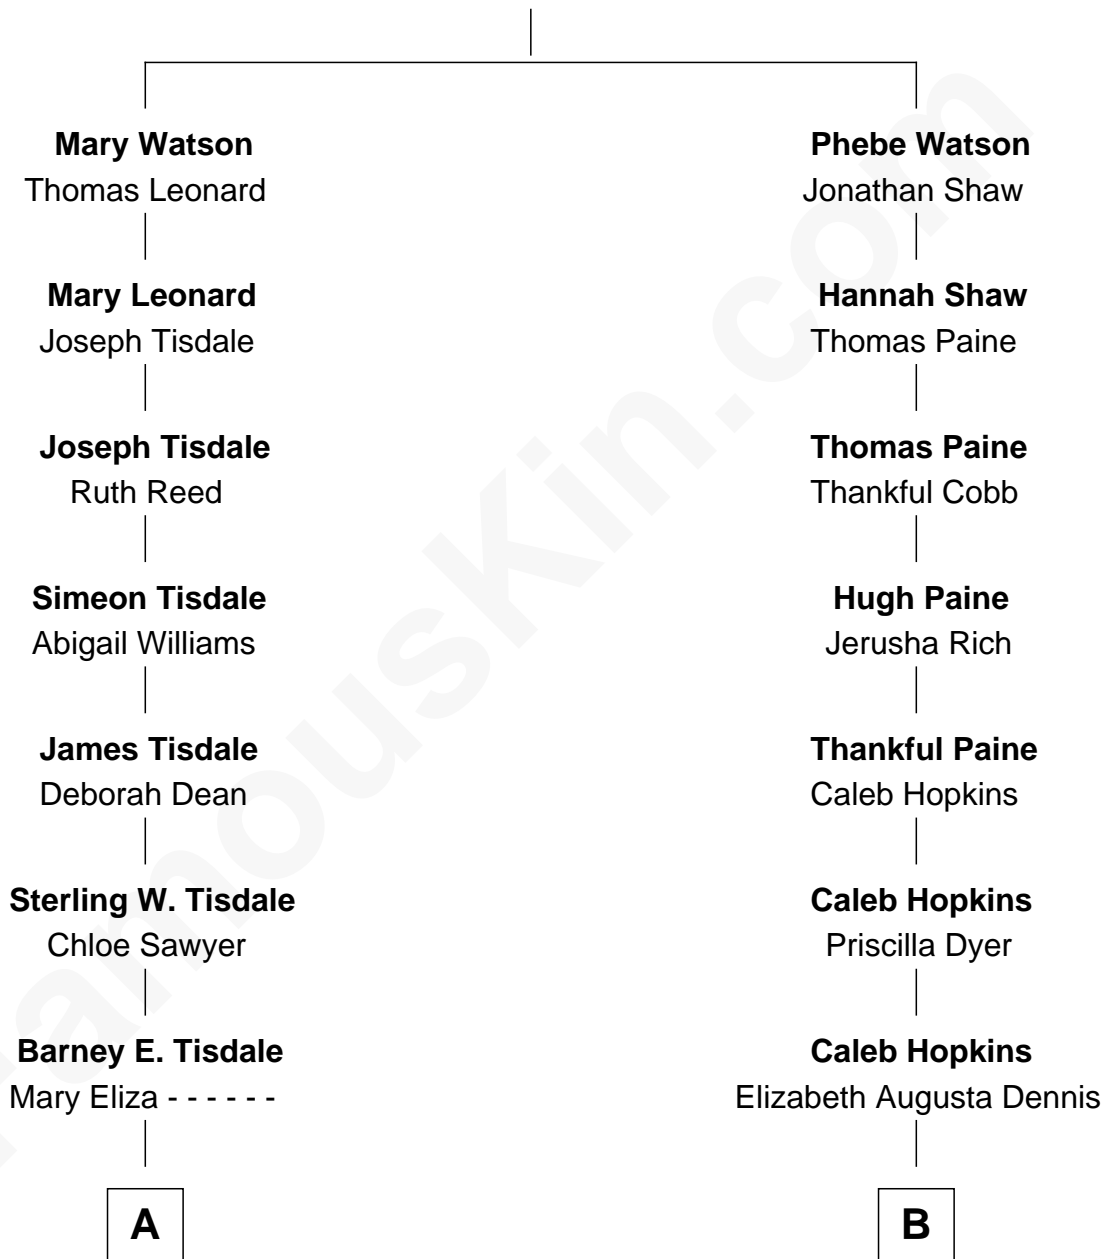 Mary Watson
Thomas Leonard
Mary Leonard
Joseph Tisdale
Joseph Tisdale
Ruth Reed
Simeon Tisdale
Abigail Williams
James Tisdale
Deborah Dean
Sterling W. Tisdale
Chloe Sawyer
Barney E. Tisdale
Mary Eliza - - - - - -
A
Phebe Watson
Jonathan Shaw
Hannah Shaw
Thomas Paine
Thomas Paine
Thankful Cobb
Hugh Paine
Jerusha Rich
Thankful Paine
Caleb Hopkins
Caleb Hopkins
Priscilla Dyer
Caleb Hopkins
Elizabeth Augusta Dennis
B
FamousKin.com